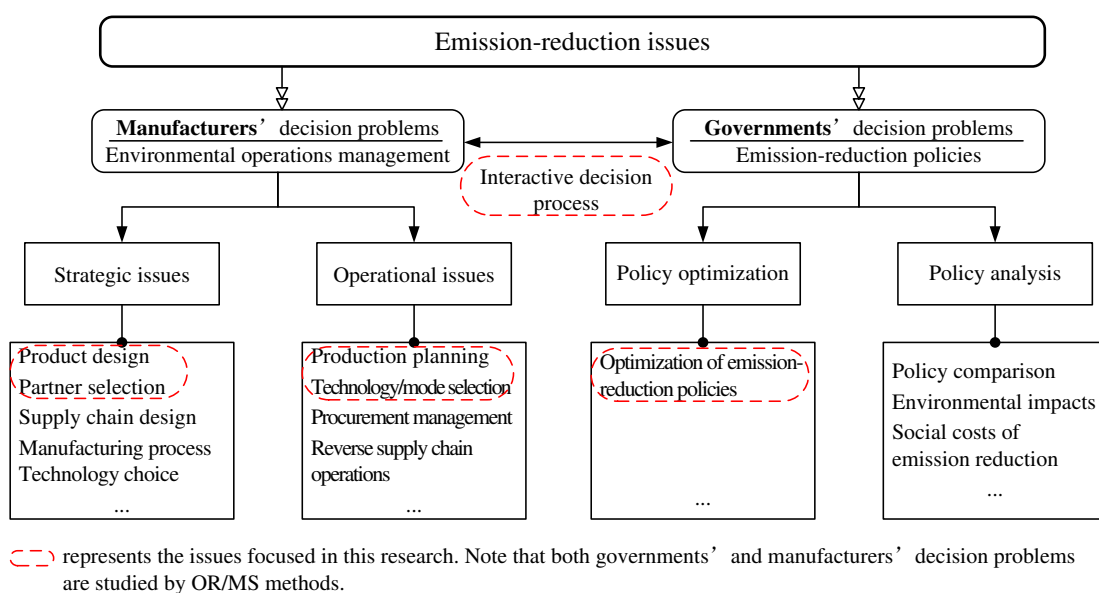 Emission-reduction issues
Manufacturers’ decision problems
Environmental operations management
Governments’ decision problems
Emission-reduction policies
Interactive decision
process
Strategic issues
Operational issues
Policy optimization
Policy analysis
Product design
Partner selection
Supply chain design
Manufacturing process
Technology choice
...
Production planning
Technology/mode selection
Procurement management
Reverse supply chain
operations
...
Optimization of emission-
reduction policies
...
Policy comparison
Environmental impacts
Social costs of
emission reduction
...
represents the issues focused in this research. Note that both governments’ and manufacturers’ decision problems
are studied by OR/MS methods.